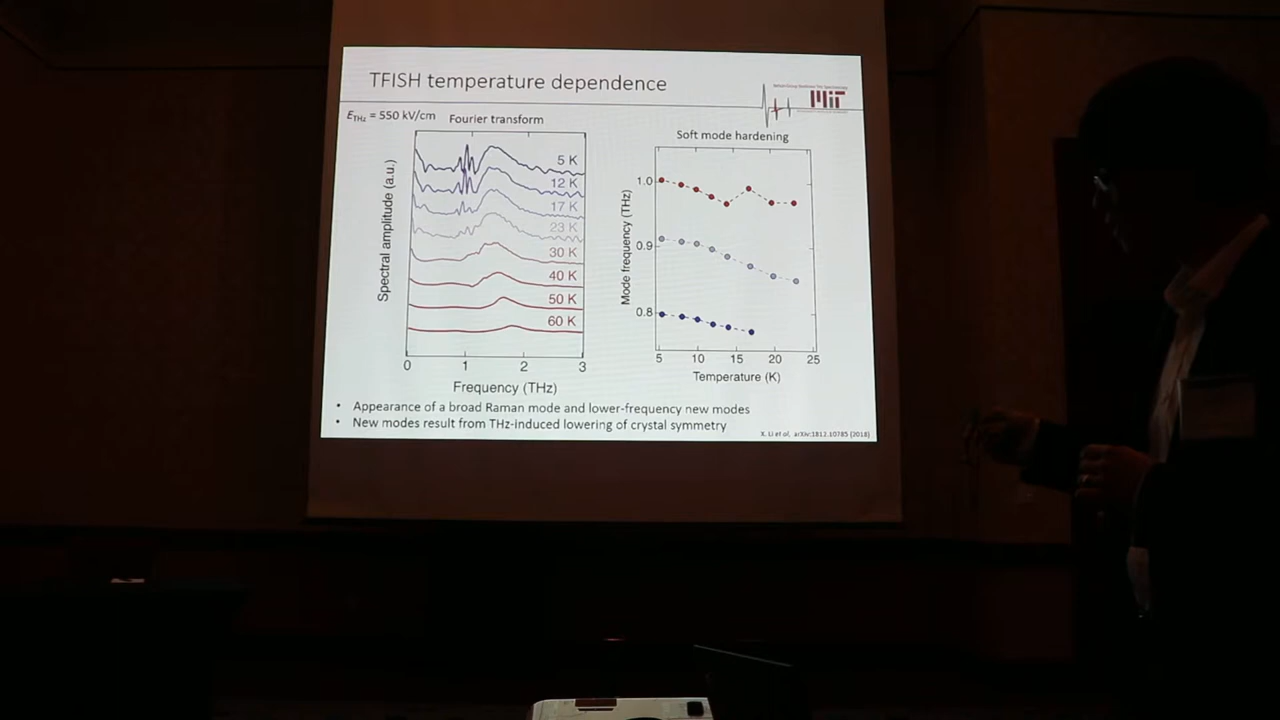 TFISH temperature dependence
MIT
E_THz = 550 kV/cm
Fourier transform
Spectral amplitude (a.u.)
5 K
12 K
17 K
23 K
30 K
40 K
50 K
60 K
0 1 2 3
Frequency (THz)
Soft mode hardening
Mode frequency (THz)
1.0
0.9
0.8
5 10 15 20 25
Temperature (K)
• Appearance of a broad Raman mode and lower-frequency new modes
• New modes result from THz-induced lowering of crystal symmetry
X. Li et al, arXiv:1812.10785 (2018)